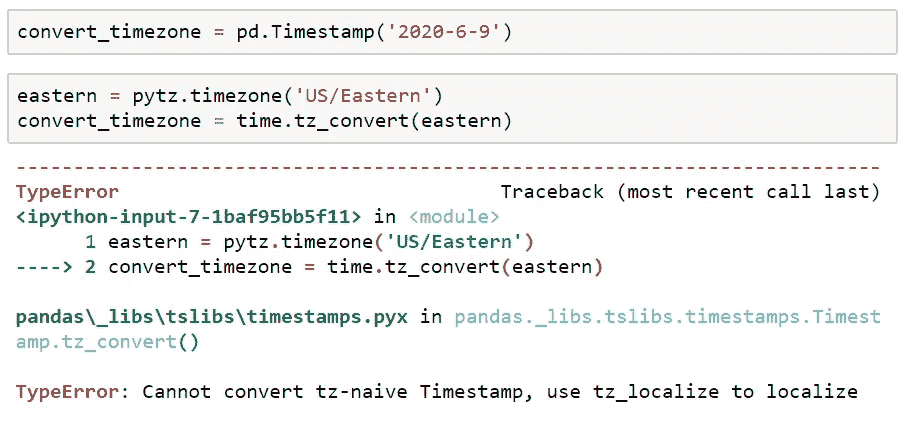 convert_timezone = pd.Timestamp('2020-6-9')
eastern = pytz.timezone('US/Eastern')
convert_timezone = time.tz_convert(eastern)
---------------------------------------------------------------------------
TypeError                                 Traceback (most recent call last)
<ipython-input-7-1baf95bb5f11> in <module>
      1 eastern = pytz.timezone('US/Eastern')
----> 2 convert_timezone = time.tz_convert(eastern)
pandas\_libs\tslibs\timestamps.pyx in pandas._libs.tslibs.timestamps.Timest
amp.tz_convert()
TypeError: Cannot convert tz-naive Timestamp, use tz_localize to localize